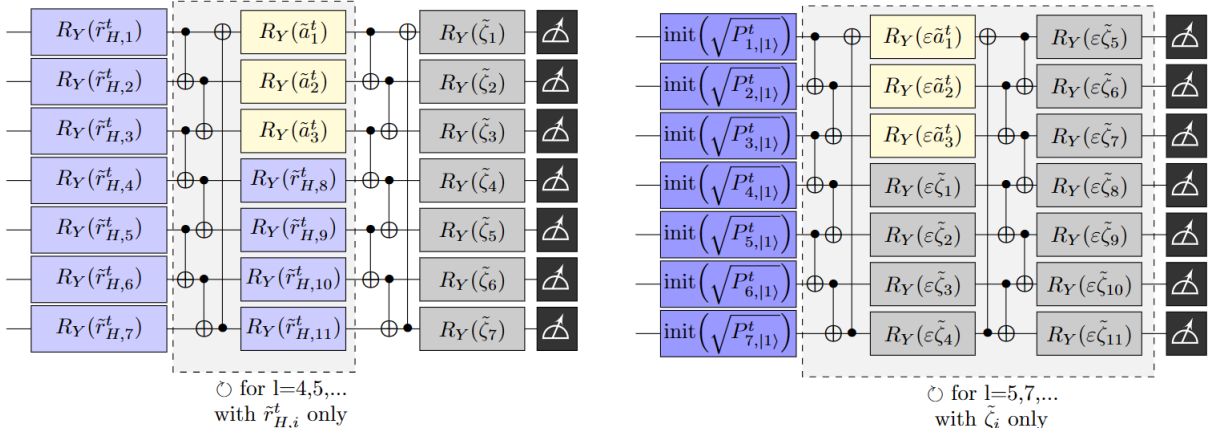 R_Y(r̃^t_{H,1}) R_Y(ã^t_1) R_Y(ζ̃_1)
R_Y(r̃^t_{H,2}) R_Y(ã^t_2) R_Y(ζ̃_2)
R_Y(r̃^t_{H,3}) R_Y(ã^t_3) R_Y(ζ̃_3)
R_Y(r̃^t_{H,4}) R_Y(r̃^t_{H,8}) R_Y(ζ̃_4)
R_Y(r̃^t_{H,5}) R_Y(r̃^t_{H,9}) R_Y(ζ̃_5)
R_Y(r̃^t_{H,6}) R_Y(r̃^t_{H,10}) R_Y(ζ̃_6)
R_Y(r̃^t_{H,7}) R_Y(r̃^t_{H,11}) R_Y(ζ̃_7)
↻ for l=4,5,...
with r̃^t_{H,i} only
init(√P^t_{1,|1⟩}) R_Y(εã^t_1) R_Y(εζ̃_5)
init(√P^t_{2,|1⟩}) R_Y(εã^t_2) R_Y(εζ̃_6)
init(√P^t_{3,|1⟩}) R_Y(εã^t_3) R_Y(εζ̃_7)
init(√P^t_{4,|1⟩}) R_Y(εζ̃_1) R_Y(εζ̃_8)
init(√P^t_{5,|1⟩}) R_Y(εζ̃_2) R_Y(εζ̃_9)
init(√P^t_{6,|1⟩}) R_Y(εζ̃_3) R_Y(εζ̃_{10})
init(√P^t_{7,|1⟩}) R_Y(εζ̃_4) R_Y(εζ̃_{11})
↻ for l=5,7,...
with ζ̃_i only